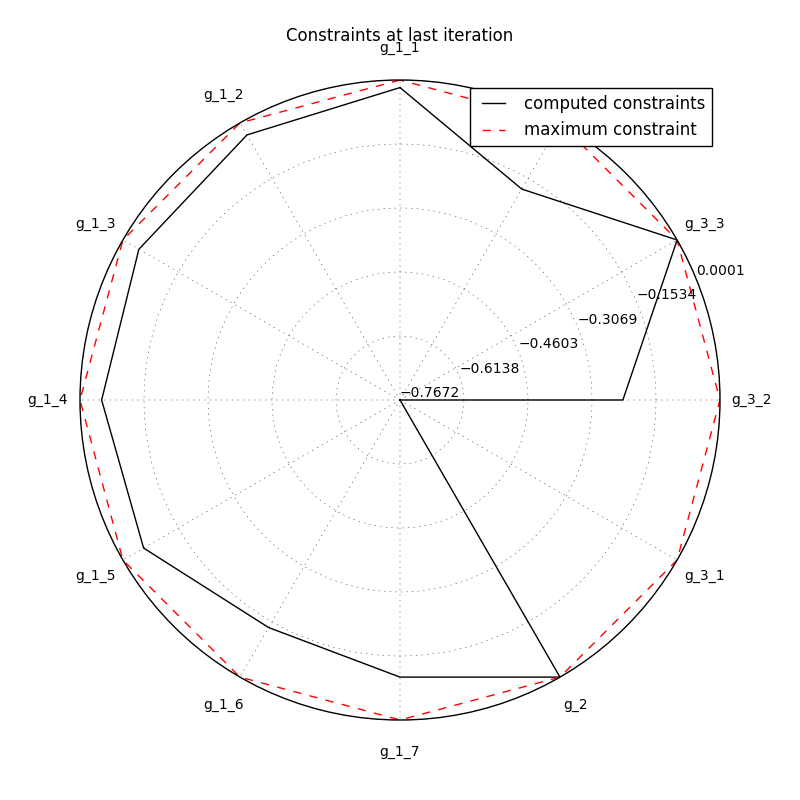 Constraints at last iteration
g_1_1
g_1_2
computed constraints
maximum constraint
g_1_3
g_3_3
0.0001
−0.1534
−0.3069
−0.4603
−0.6138
−0.7672
g_1_4
g_3_2
g_1_5
g_3_1
g_1_6
g_2
g_1_7